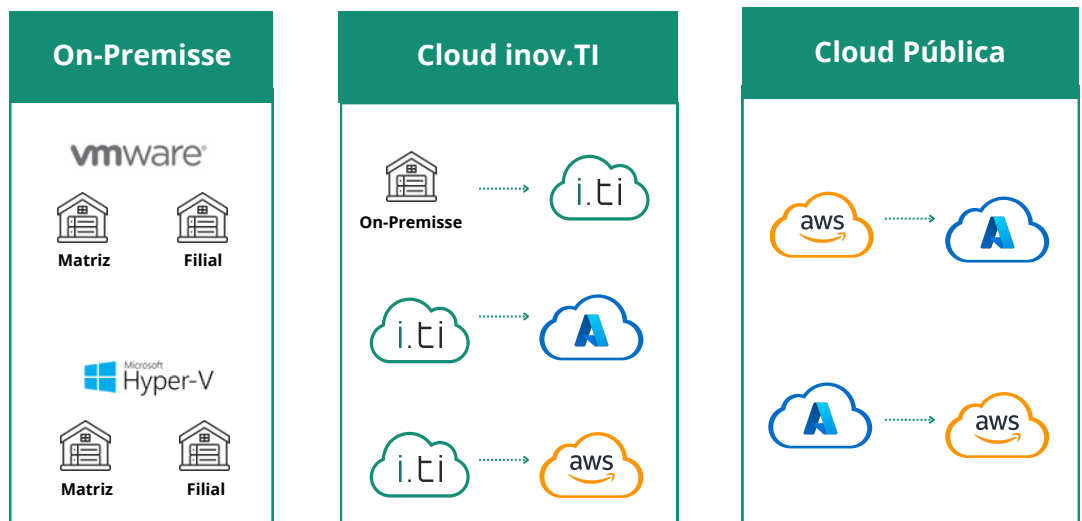 On-Premisse
vmware®
Matriz Filial
Microsoft
Hyper-V
Matriz Filial
Cloud inov.TI
i.ti
On-Premisse
i.ti
i.ti
aws
Cloud Pública
aws
aws